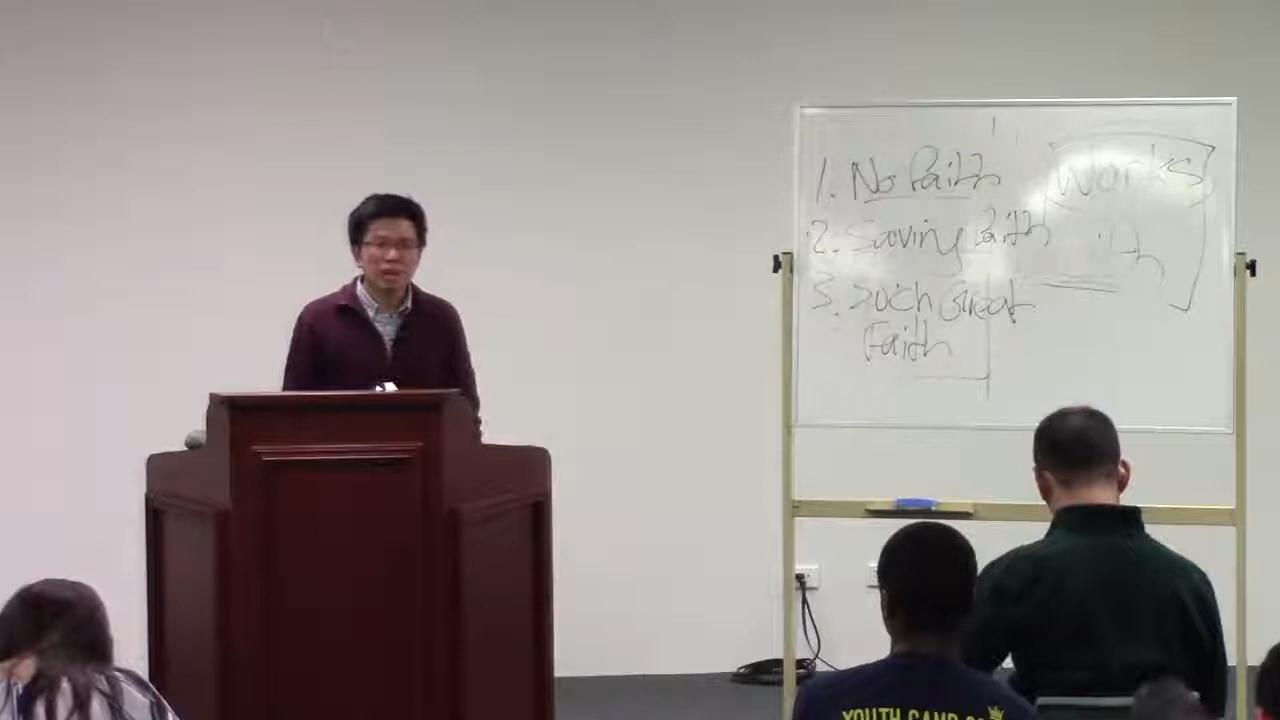 1. No Faith
2. Saving Faith
3. Such Great
Faith
Works
YOUTH CAMP